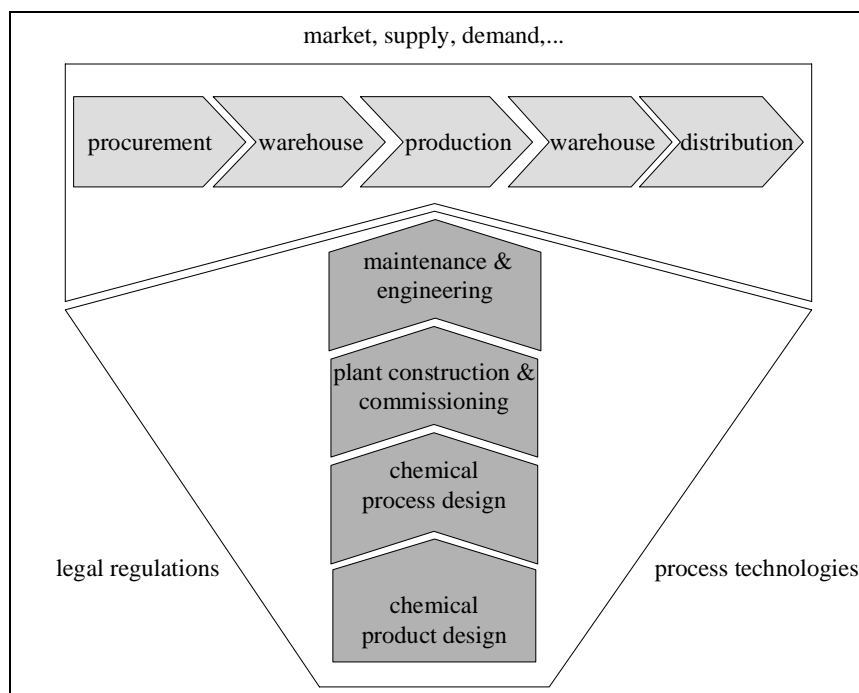 market, supply, demand,...
procurement
warehouse
production
warehouse
distribution
maintenance &
engineering
plant construction &
commissioning
chemical
process design
legal regulations
process technologies
chemical
product design